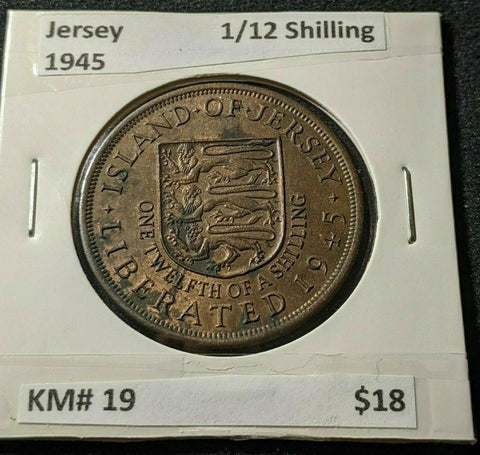 Jersey 1/12 Shilling
1945
· ISLAND · OF · JERSEY ·
ONE TWELFTH OF A SHILLING
LIBERATED 1945
KM# 19 $18